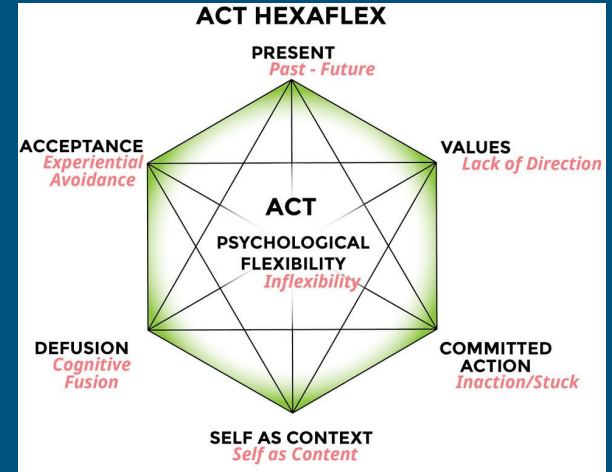 ACT HEXAFLEX
PRESENT
Past - Future
ACCEPTANCE
Experiential
Avoidance
VALUES
Lack of Direction
ACT
PSYCHOLOGICAL
FLEXIBILITY
Inflexibility
DEFUSION
Cognitive
Fusion
COMMITTED
ACTION
Inaction/Stuck
SELF AS CONTEXT
Self as Content